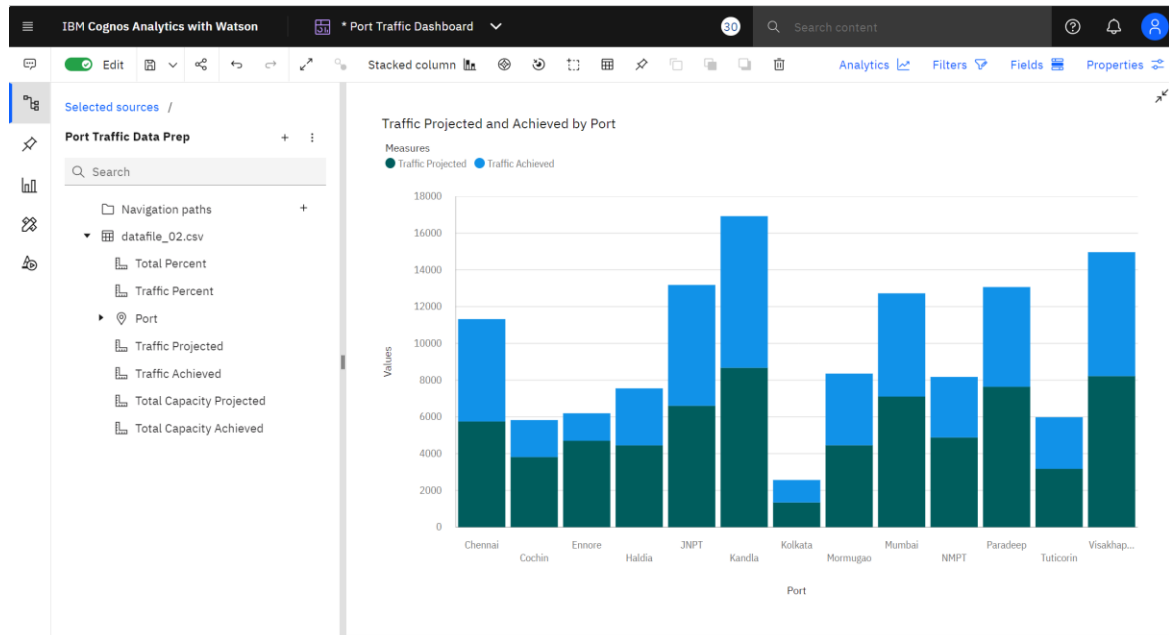 IBM Cognos Analytics with Watson
* Port Traffic Dashboard
30
Search content
Edit
Stacked column
Analytics
Filters
Fields
Properties
Selected sources /
Port Traffic Data Prep
Search
Navigation paths
datafile_02.csv
Total Percent
Traffic Percent
Port
Traffic Projected
Traffic Achieved
Total Capacity Projected
Total Capacity Achieved
Traffic Projected and Achieved by Port
Measures
Traffic Projected Traffic Achieved
18000
16000
14000
12000
10000
8000
6000
4000
2000
0
Values
Chennai
Cochin
Ennore
Haldia
JNPT
Kandla
Kolkata
Mormugao
Mumbai
NMPT
Paradeep
Tuticorin
Visakhap...
Port